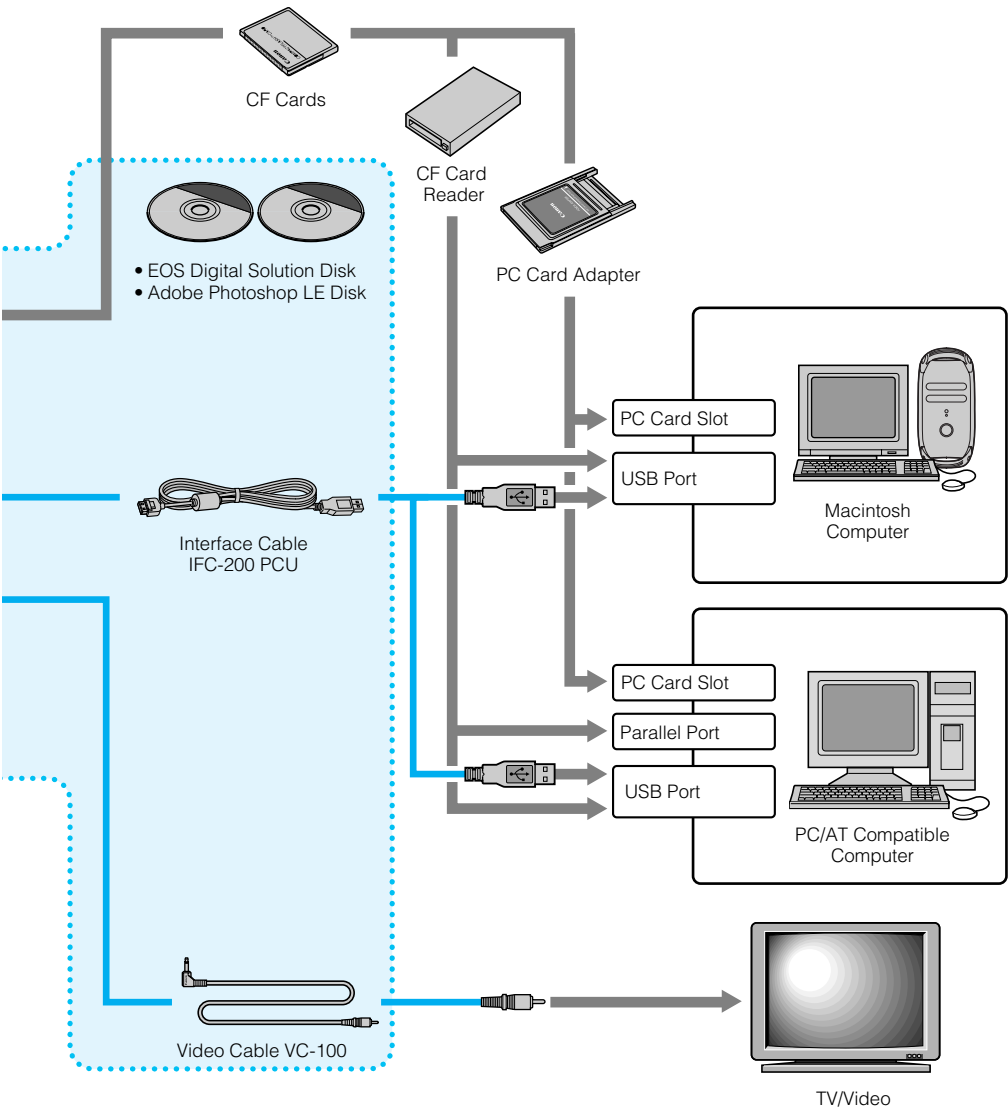 CF Cards
CF Card
Reader
• EOS Digital Solution Disk
• Adobe Photoshop LE Disk
PC Card Adapter
PC Card Slot
USB Port
Macintosh
Computer
Interface Cable
IFC-200 PCU
PC Card Slot
Parallel Port
USB Port
PC/AT Compatible
Computer
Video Cable VC-100
TV/Video